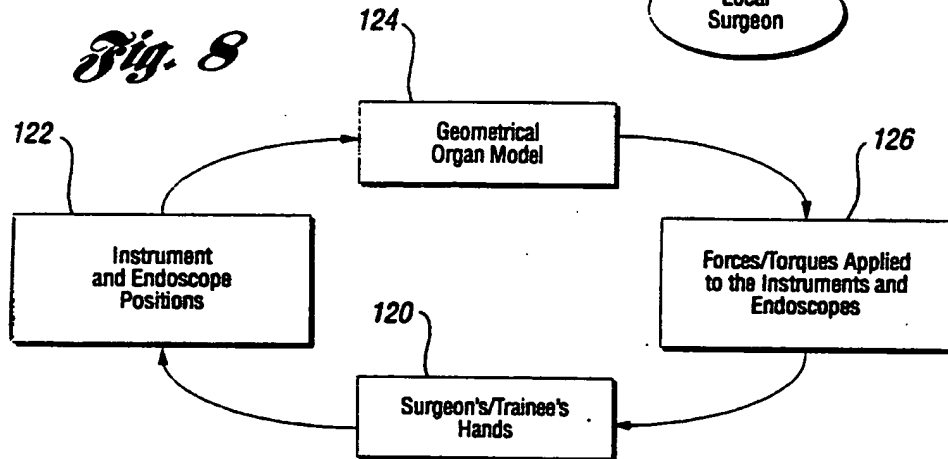 Local
Surgeon
Fig. 8
124
Geometrical
Organ Model
122
126
Instrument
and Endoscope
Positions
Forces/Torques Applied
to the Instruments and
Endoscopes
120
Surgeon's/Trainee's
Hands